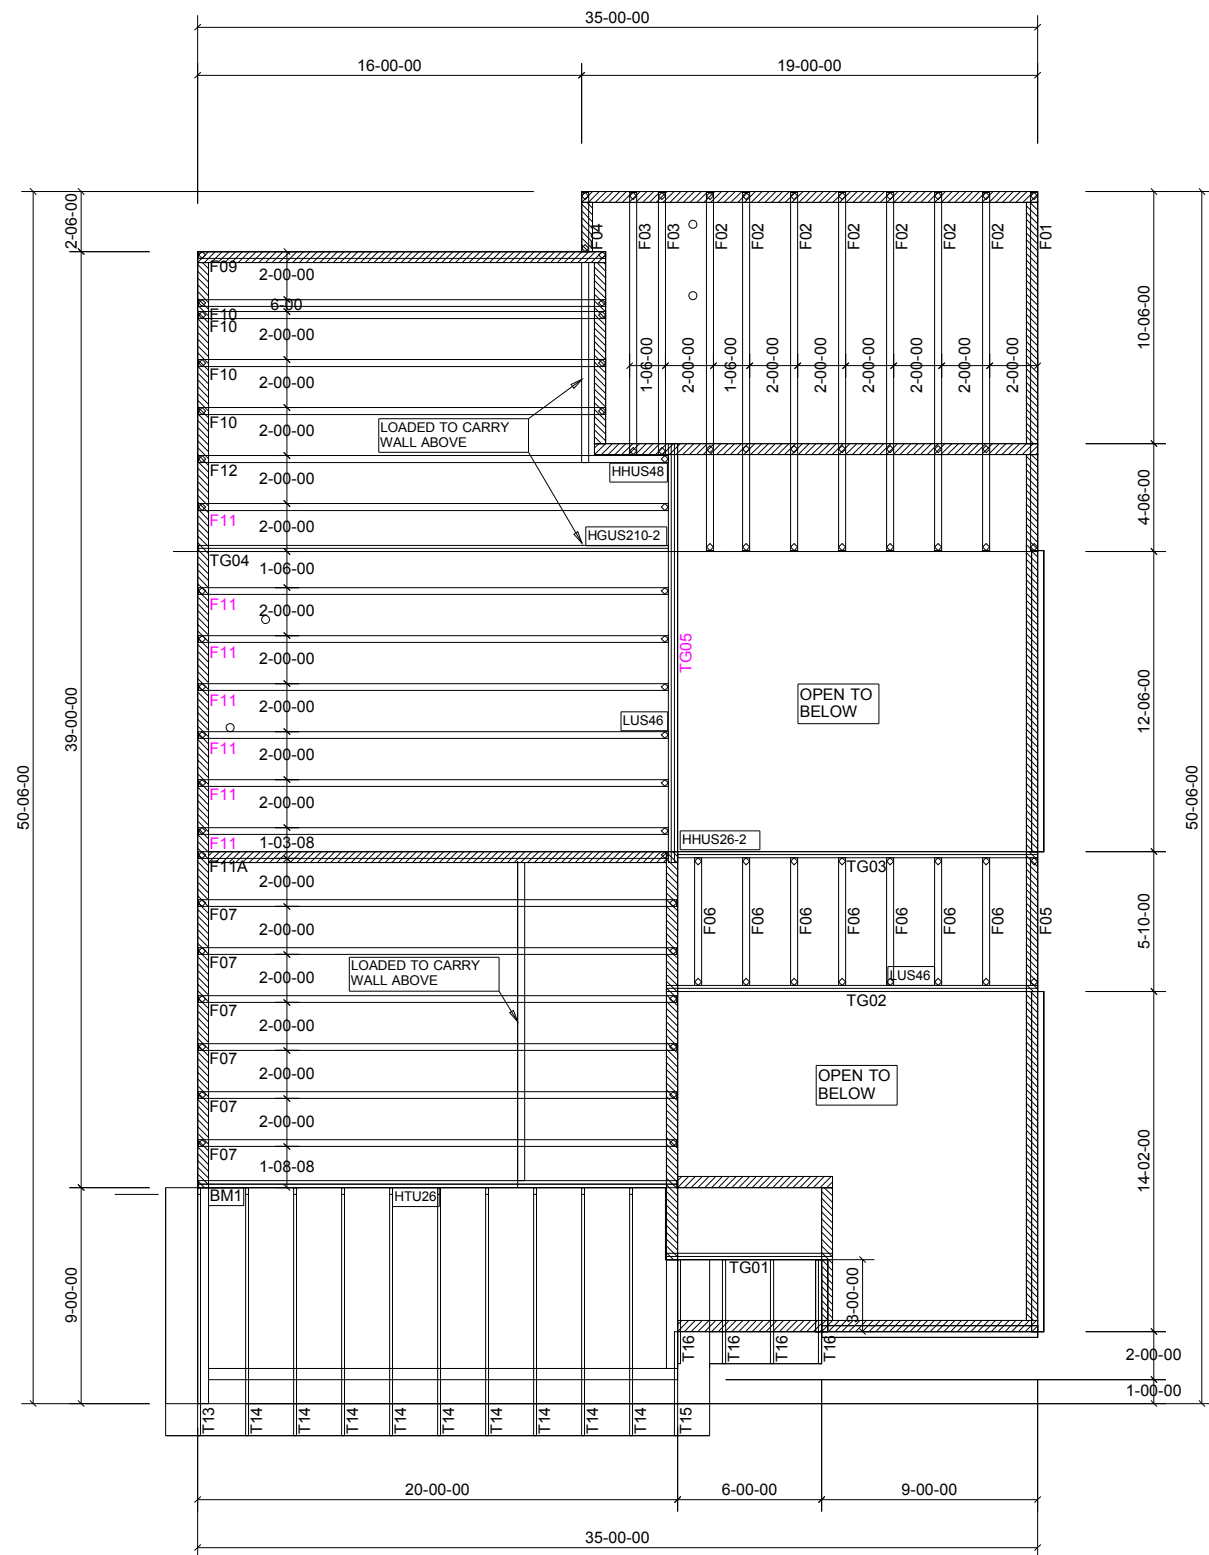 35-00-00
16-00-00
19-00-00
2-06-00
39-00-00
50-06-00
9-00-00
F04
F03
F03
F02
F02
F02
F02
F02
F02
F02
F01
1-06-00
2-00-00
1-06-00
2-00-00
2-00-00
2-00-00
2-00-00
2-00-00
10-06-00
4-06-00
12-06-00
5-10-00
14-02-00
50-06-00
2-00-00
1-00-00
F09
2-00-00
6-00
F10
F10
2-00-00
F10
2-00-00
F10
2-00-00
LOADED TO CARRY
WALL ABOVE
F12
2-00-00
HHUS48
F11
2-00-00
HGUS210-2
TG04
1-06-00
F11
2-00-00
F11
2-00-00
TG05
F11
2-00-00
OPEN TO
BELOW
LUS46
F11
2-00-00
F11
2-00-00
F11
1-03-08
HHUS26-2
F11A
2-00-00
TG03
F07
2-00-00
F06
F06
F06
F06
F06
F06
F06
F05
LOADED TO CARRY
WALL ABOVE
F07
2-00-00
LUS46
TG02
F07
2-00-00
F07
2-00-00
OPEN TO
BELOW
F07
2-00-00
F07
1-08-08
BM1
HTU26
TG01
3-00-00
T16
T16
T16
T16
T13
T14
T14
T14
T14
T14
T14
T14
T14
T14
T15
20-00-00
6-00-00
9-00-00
35-00-00